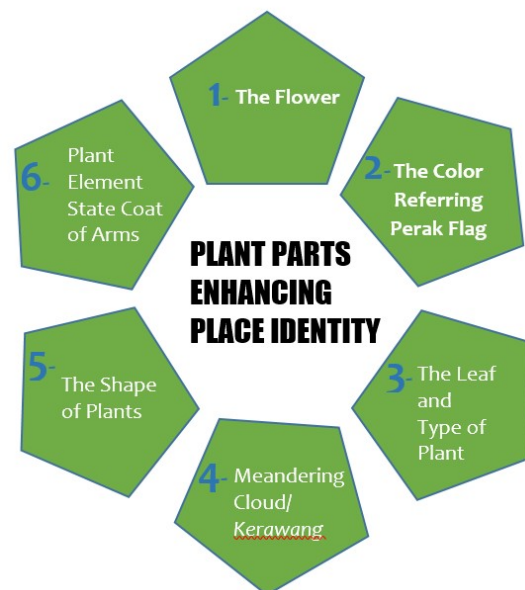 1- The Flower
2- The Color
Referring
Perak Flag
3- The Leaf
and
Type of
Plant
4- Meandering
Cloud/
Kerawang
5- The Shape
of Plants
6- Plant
Element
State Coat
of Arms
PLANT PARTS
ENHANCING
PLACE IDENTITY